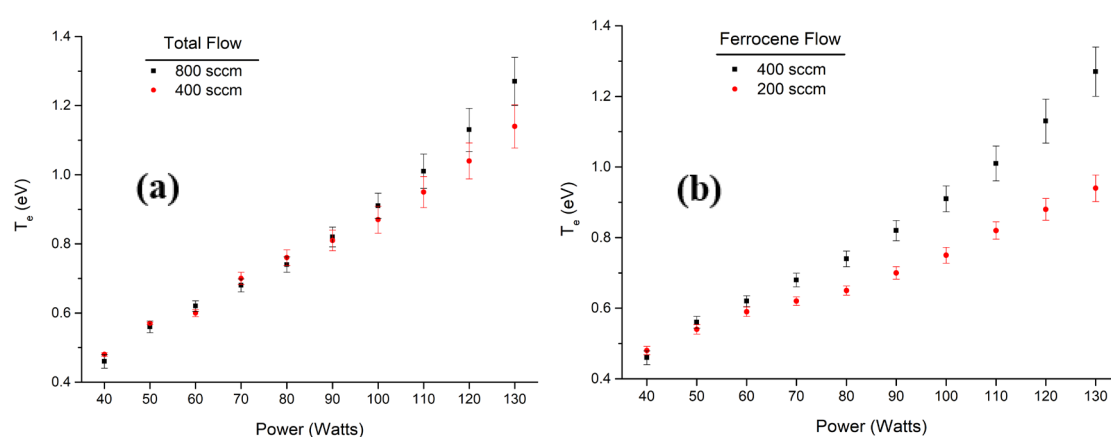 Total Flow
800 sccm
400 sccm
(a)
T_e (eV)
1.4
1.2
1.0
0.8
0.6
0.4
40 50 60 70 80 90 100 110 120 130
Power (Watts)
Ferrocene Flow
400 sccm
200 sccm
(b)
T_e (eV)
1.4
1.2
1.0
0.8
0.6
0.4
40 50 60 70 80 90 100 110 120 130
Power (Watts)